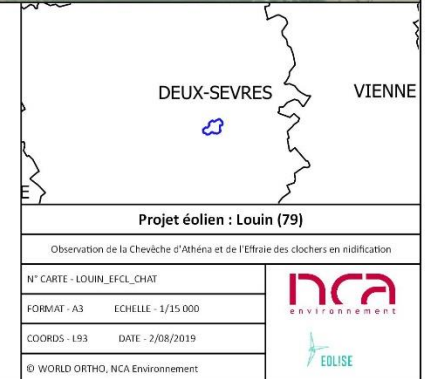 DEUX-SEVRES
VIENNE
E
Projet éolien : Louin (79)
Observation de la Chevêche d'Athéna et de l'Effraie des clochers en nidification
N° CARTE - LOUIN_EFCL_CHAT
FORMAT - A3 ECHELLE - 1/15 000
COORDS - L93 DATE - 2/08/2019
© WORLD ORTHO, NCA Environnement
nca
environnement
EOLISE